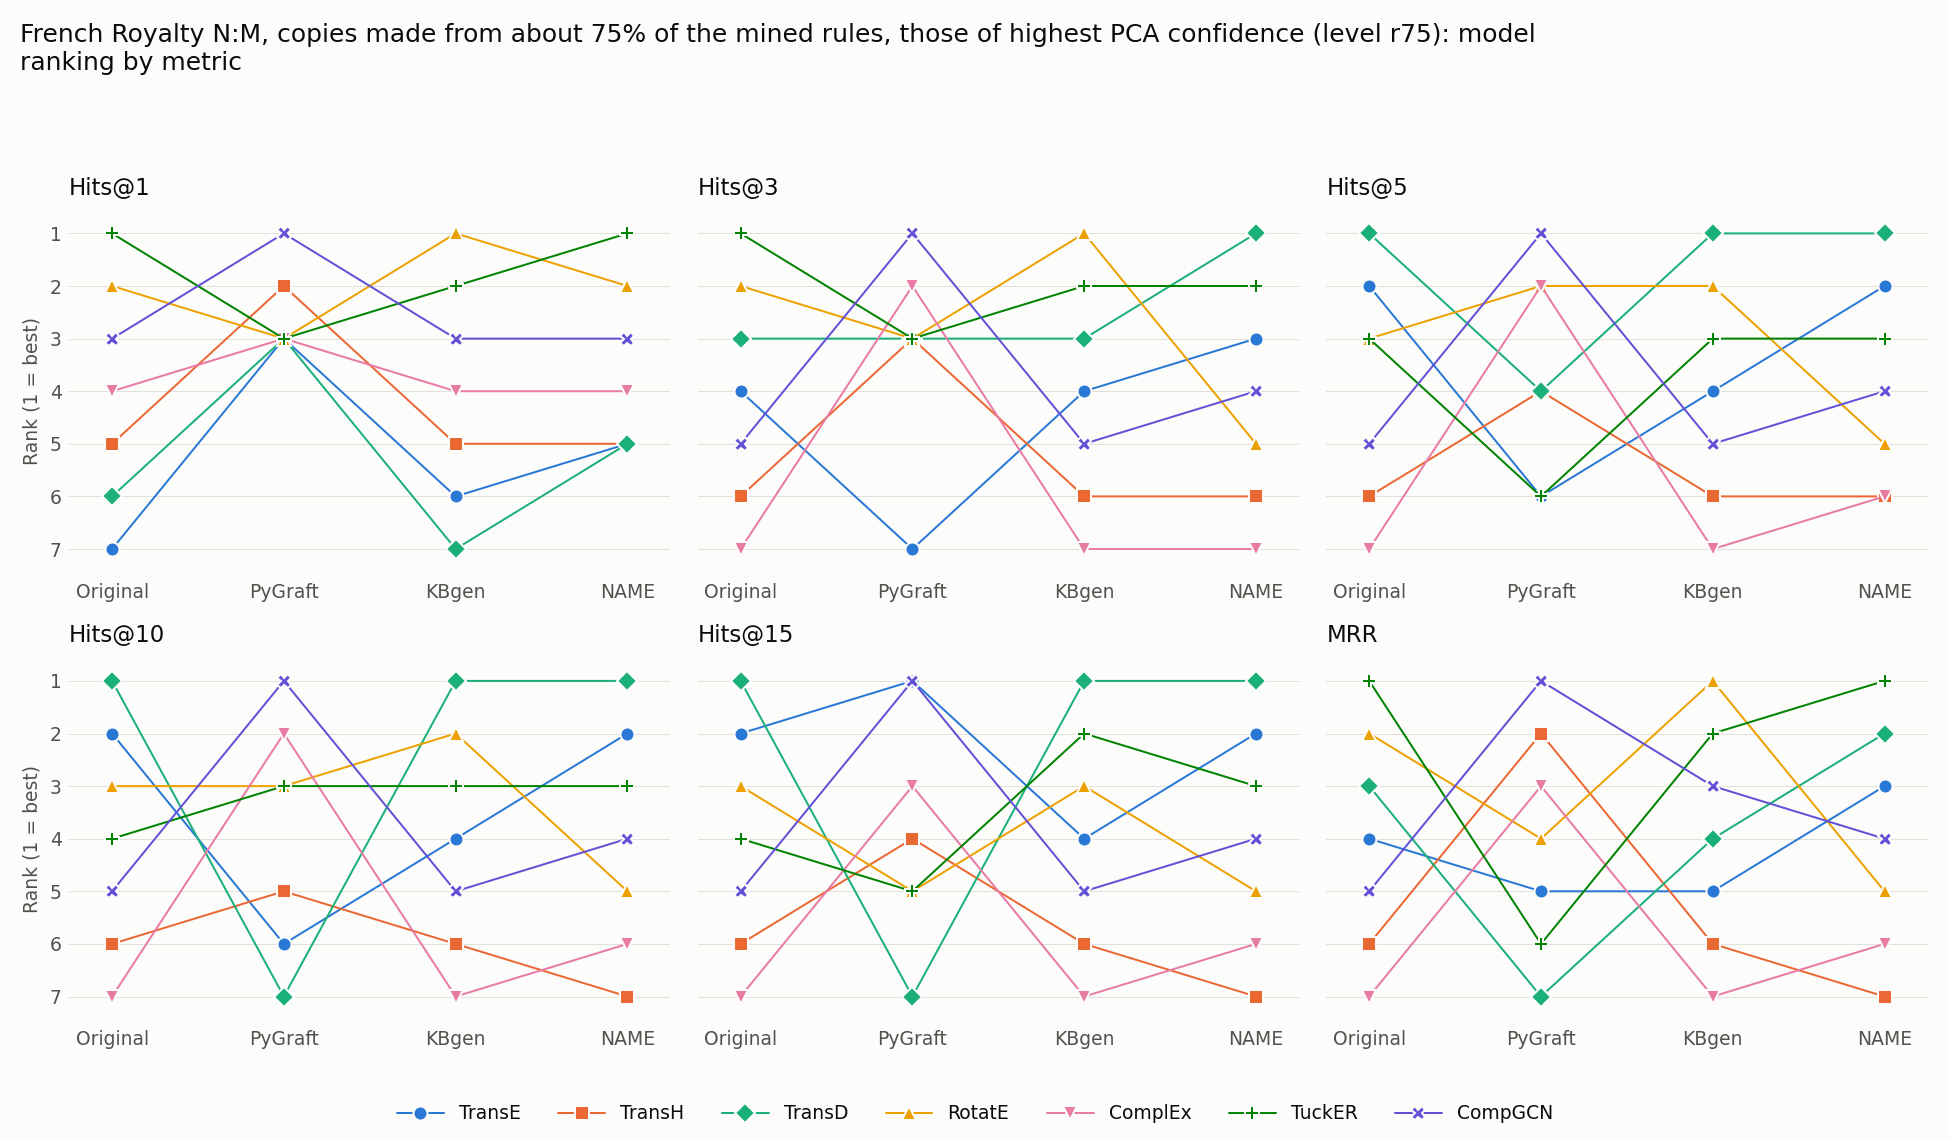 French Royalty N:M, copies made from about 75% of the mined rules, those of highest PCA confidence (level r75): model
ranking by metric
Hits@1
Hits@3
Hits@5
Rank (1 = best)
1
2
3
4
5
6
7
Original PyGraft KBgen NAME
Original PyGraft KBgen NAME
Original PyGraft KBgen NAME
Hits@10
Hits@15
MRR
Rank (1 = best)
1
2
3
4
5
6
7
Original PyGraft KBgen NAME
Original PyGraft KBgen NAME
Original PyGraft KBgen NAME
TransE TransH TransD RotatE ComplEx TuckER CompGCN